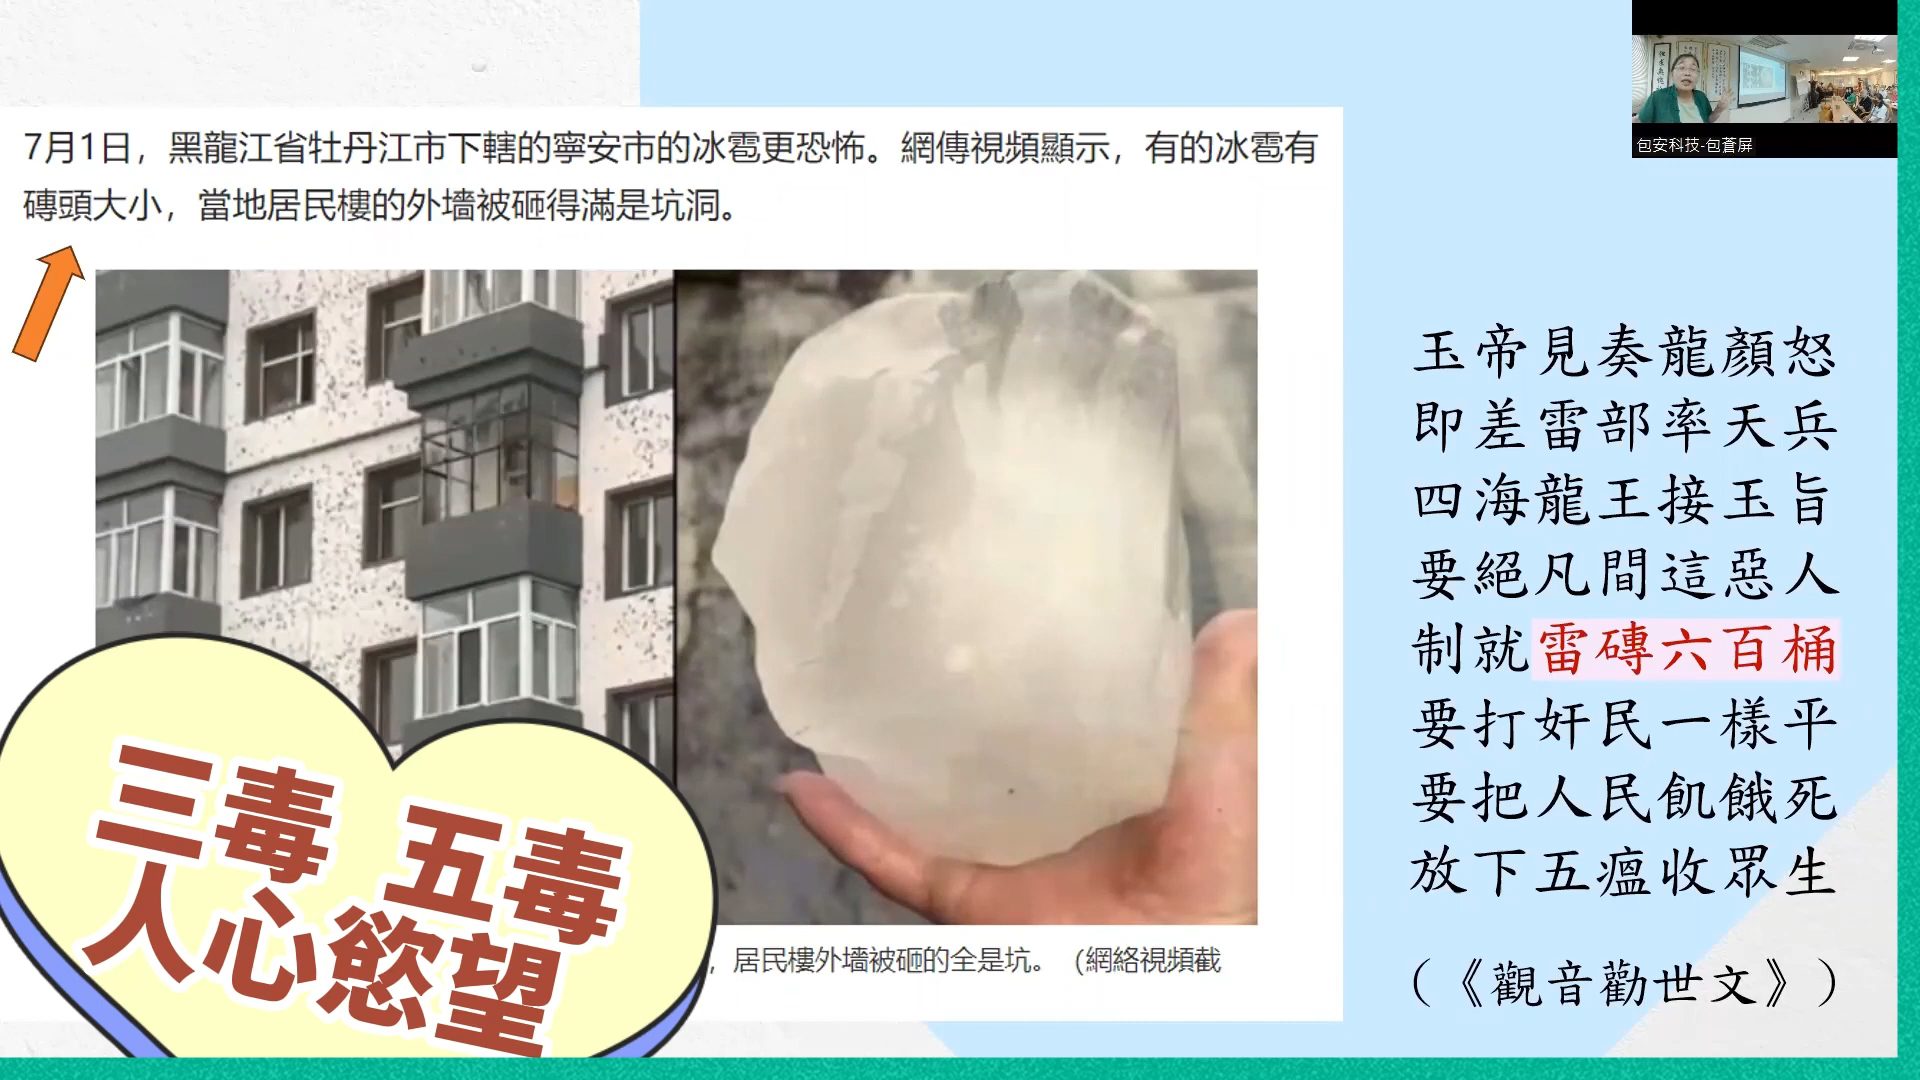 7月1日，黑龍江省牡丹江市下轄的寧安市的冰雹更恐怖。網傳視頻顯示，有的冰雹有
磚頭大小，當地居民樓的外墻被砸得滿是坑洞。
包安科技-包蒼屏
玉帝見奏龍顏怒
即差雷部率天兵
四海龍王接玉旨
要絕凡間這惡人
制就雷磚六百桶
要打奸民一樣平
要把人民飢餓死
放下五瘟收眾生
（《觀音勸世文》）
三毒 五毒
人心慾望
，居民樓外墻被砸的全是坑。（網絡視頻截